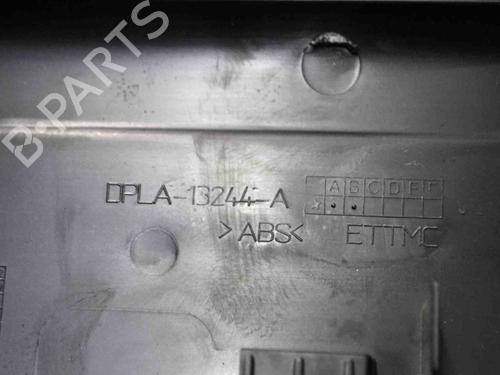 B-PARTS
DPLA-13244-A
A B C D E F
>ABS< ETTMC